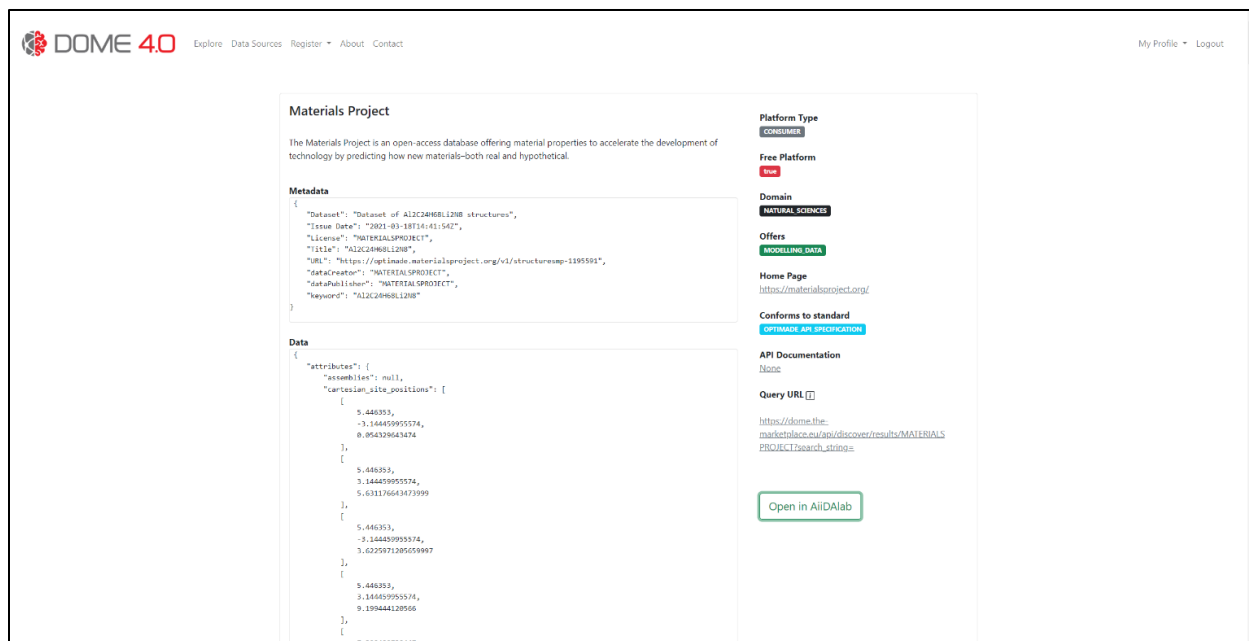 DOME 4.0 Explore Data Sources Register About Contact My Profile Logout
Materials Project
The Materials Project is an open-access database offering material properties to accelerate the development of
technology by predicting how new materials–both real and hypothetical.
Metadata
{
"Dataset": "Dataset of Al2C24H68Li2N8 structures",
"Issue Date": "2021-03-18T14:41:54Z",
"License": "MATERIALSPROJECT",
"Title": "Al2C24H68Li2N8",
"URL": "https://optimade.materialsproject.org/v1/structuresmp-1195591",
"dataCreator": "MATERIALSPROJECT",
"dataPublisher": "MATERIALSPROJECT",
"keyword": "Al2C24H68Li2N8"
}
Data
{
"attributes": {
"assemblies": null,
"cartesian_site_positions": [
[
5.446353,
-3.144459955574,
0.054329643474
],
[
5.446353,
3.144459955574,
5.631176643473999
],
[
5.446353,
-3.144459955574,
3.6225971205659997
],
[
5.446353,
3.144459955574,
9.199444120566
],
[
Platform Type
CONSUMER
Free Platform
true
Domain
NATURAL_SCIENCES
Offers
MODELLING_DATA
Home Page
https://materialsproject.org/
Conforms to standard
OPTIMADE_API_SPECIFICATION
API Documentation
None
Query URL i
https://dome.the-
marketplace.eu/api/discover/results/MATERIALS
PROJECT?search_string=
Open in AiiDAlab